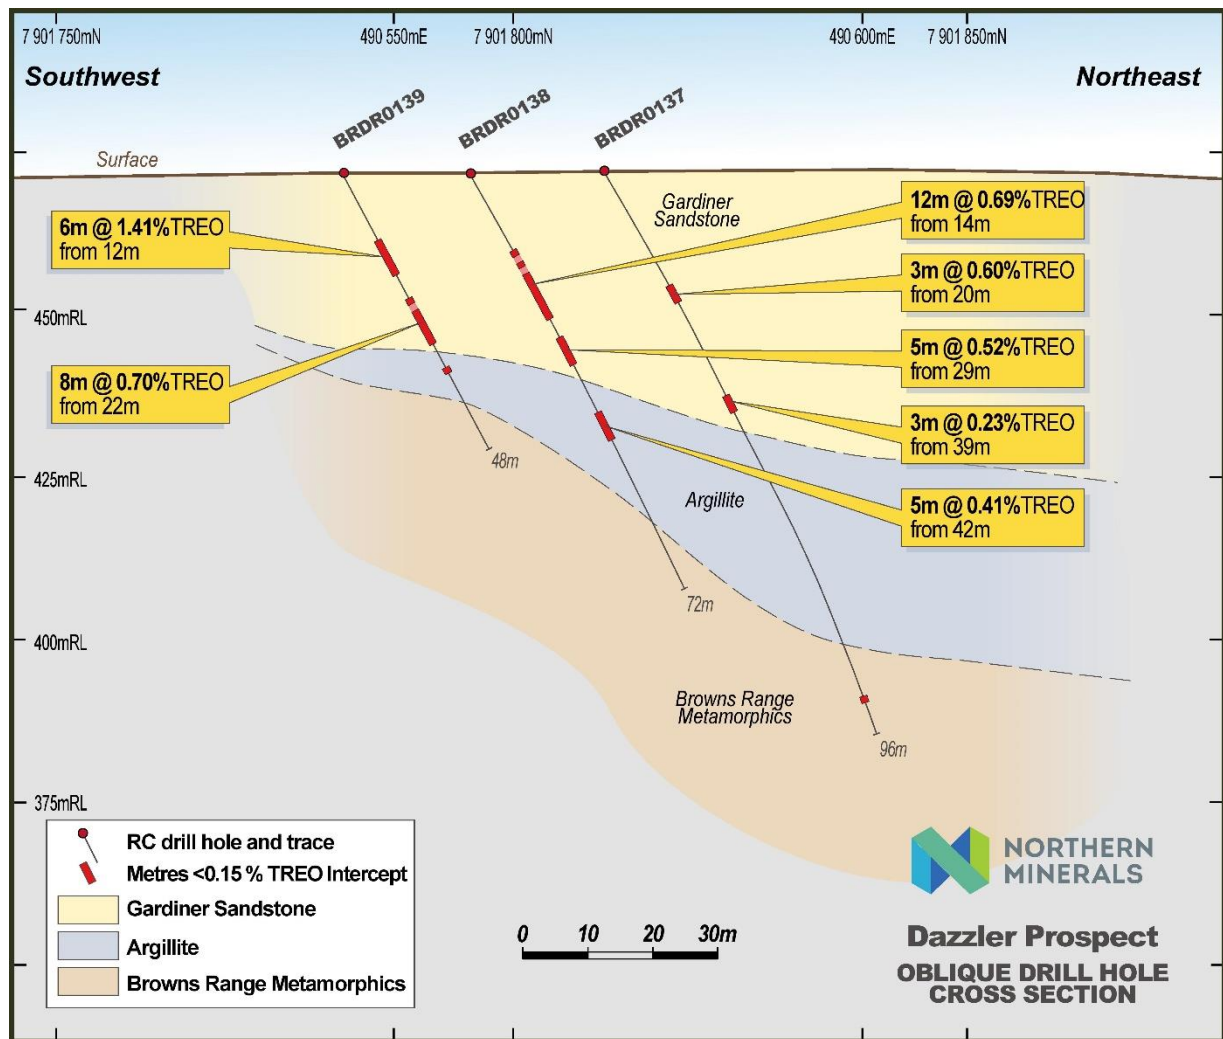 7 901 750mN
490 550mE
7 901 800mN
490 600mE
7 901 850mN
Southwest
Northeast
BRDR0139
BRDR0138
BRDR0137
Surface
Gardiner
Sandstone
6m @ 1.41%TREO
from 12m
12m @ 0.69%TREO
from 14m
3m @ 0.60%TREO
from 20m
450mRL
5m @ 0.52%TREO
from 29m
8m @ 0.70%TREO
from 22m
3m @ 0.23%TREO
from 39m
48m
425mRL
Argillite
5m @ 0.41%TREO
from 42m
72m
400mRL
Browns Range
Metamorphics
96m
375mRL
RC drill hole and trace
Metres <0.15 % TREO Intercept
Gardiner Sandstone
Argillite
Browns Range Metamorphics
0 10 20 30m
NORTHERN
MINERALS
Dazzler Prospect
OBLIQUE DRILL HOLE
CROSS SECTION